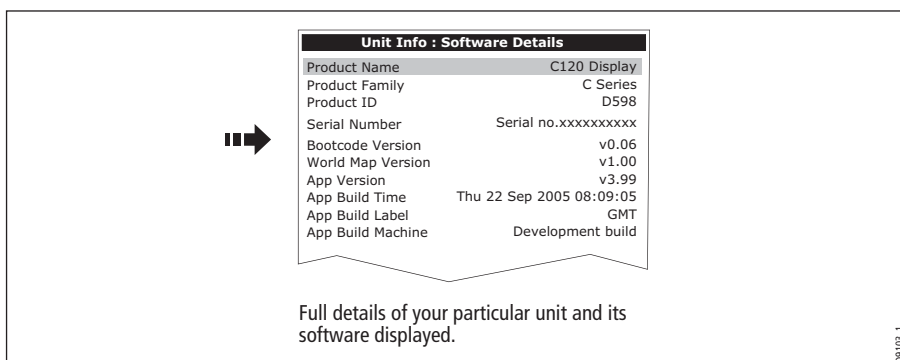 Unit Info : Software Details
Product Name C120 Display
Product Family C Series
Product ID D598
Serial Number Serial no.xxxxxxxxxx
Bootcode Version v0.06
World Map Version v1.00
App Version v3.99
App Build Time Thu 22 Sep 2005 08:09:05
App Build Label GMT
App Build Machine Development build
Full details of your particular unit and its
software displayed.